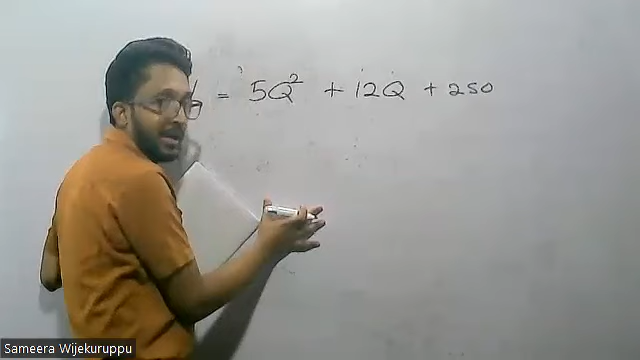 = 5Q² + 12Q + 250
Sameera Wijekuruppu